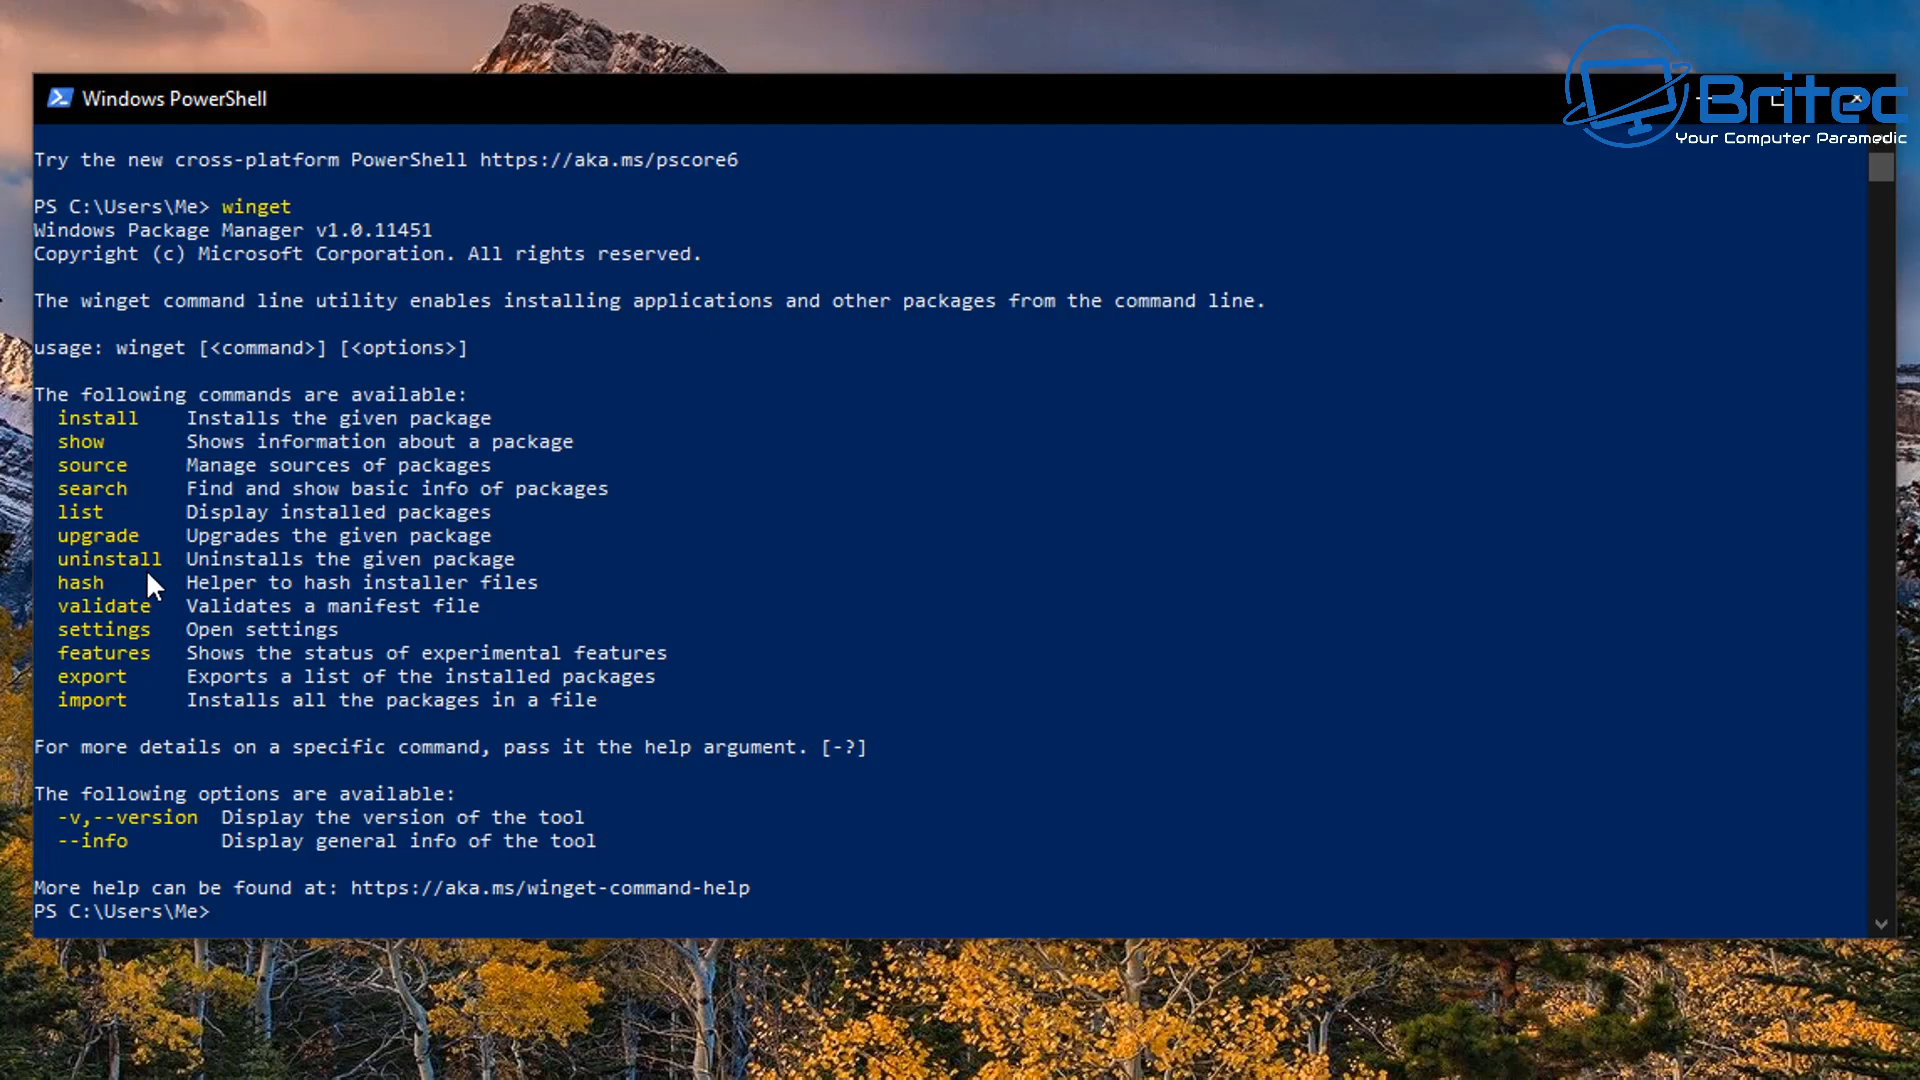 Windows PowerShell
Britec
Your Computer Paramedic
Try the new cross-platform PowerShell https://aka.ms/pscore6
PS C:\Users\Me> winget
Windows Package Manager v1.0.11451
Copyright (c) Microsoft Corporation. All rights reserved.
The winget command line utility enables installing applications and other packages from the command line.
usage: winget [<command>] [<options>]
The following commands are available:
install Installs the given package
show Shows information about a package
source Manage sources of packages
search Find and show basic info of packages
list Display installed packages
upgrade Upgrades the given package
uninstall Uninstalls the given package
hash Helper to hash installer files
validate Validates a manifest file
settings Open settings
features Shows the status of experimental features
export Exports a list of the installed packages
import Installs all the packages in a file
For more details on a specific command, pass it the help argument. [-?]
The following options are available:
-v,--version Display the version of the tool
--info Display general info of the tool
More help can be found at: https://aka.ms/winget-command-help
PS C:\Users\Me>